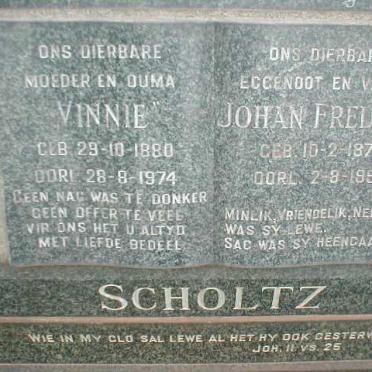 ONS DIERBARE
MOEDER EN OUMA
VINNIE"
GEB 29-10-1880
OORL 28-8-1974
GEEN NAG WAS TE DONKER
GEEN OFFER TE VEEL
VIR ONS HET U ALTYD
MET LIEFDE BEDEEL
ONS DIERBAR
EGGENOOT EN V
JOHAN FRED
GEB. 10-2-187
OORL. 2-8-195
MINLIK, VRIENDELIK, NE
WAS SY LEWE.
SAG WAS SY HEENGAA
SCHOLTZ
"WIE IN MY GLO SAL LEWE AL HET HY OOK GESTERW
JOH. 11 VS. 25